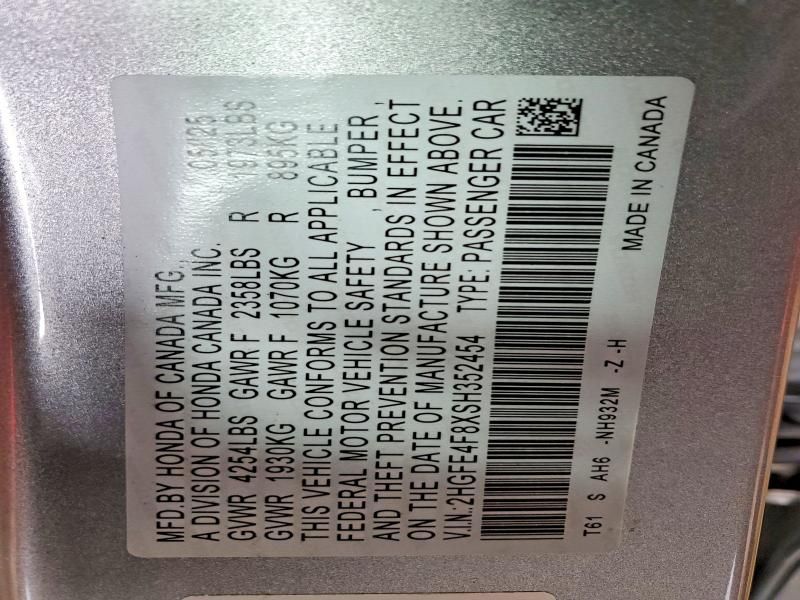 MFD.BY HONDA OF CANADA MFG.,
A DIVISION OF HONDA CANADA INC. 05/25
GVWR 4254LBS GAWR F 2358LBS R 1973LBS
GVWR 1930KG GAWR F 1070KG R 895KG
THIS VEHICLE CONFORMS TO ALL APPLICABLE
FEDERAL MOTOR VEHICLE SAFETY , BUMPER ,
AND THEFT PREVENTION STANDARDS IN EFFECT
ON THE DATE OF MANUFACTURE SHOWN ABOVE.
V.I.N.:2HGFE4F8XSH352454 TYPE: PASSENGER CAR
T61 S AH6 -NH932M -Z -H
MADE IN CANADA